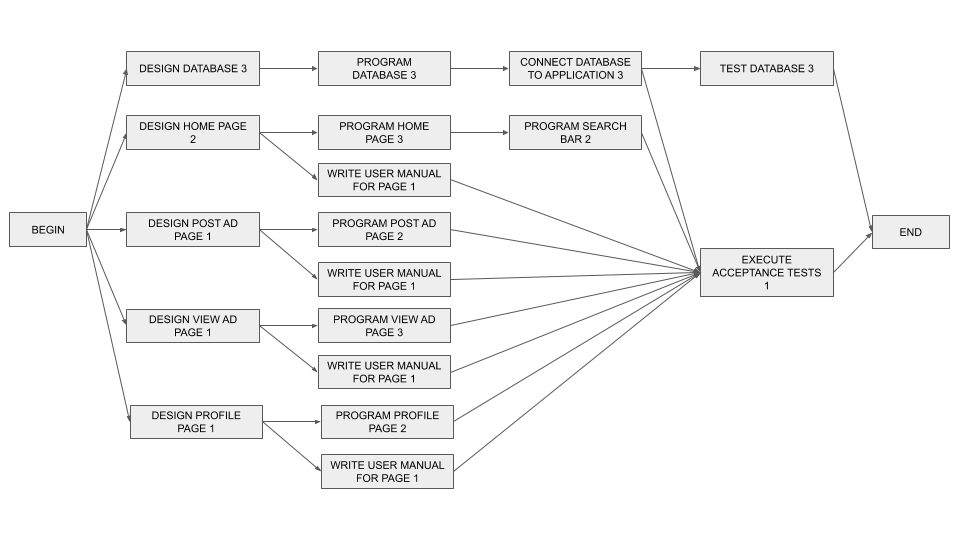 DESIGN DATABASE 3
PROGRAM
DATABASE 3
CONNECT DATABASE
TO APPLICATION 3
TEST DATABASE 3
DESIGN HOME PAGE
2
PROGRAM HOME
PAGE 3
PROGRAM SEARCH
BAR 2
WRITE USER MANUAL
FOR PAGE 1
BEGIN
DESIGN POST AD
PAGE 1
PROGRAM POST AD
PAGE 2
END
WRITE USER MANUAL
FOR PAGE 1
EXECUTE
ACCEPTANCE TESTS
1
DESIGN VIEW AD
PAGE 1
PROGRAM VIEW AD
PAGE 3
WRITE USER MANUAL
FOR PAGE 1
DESIGN PROFILE
PAGE 1
PROGRAM PROFILE
PAGE 2
WRITE USER MANUAL
FOR PAGE 1